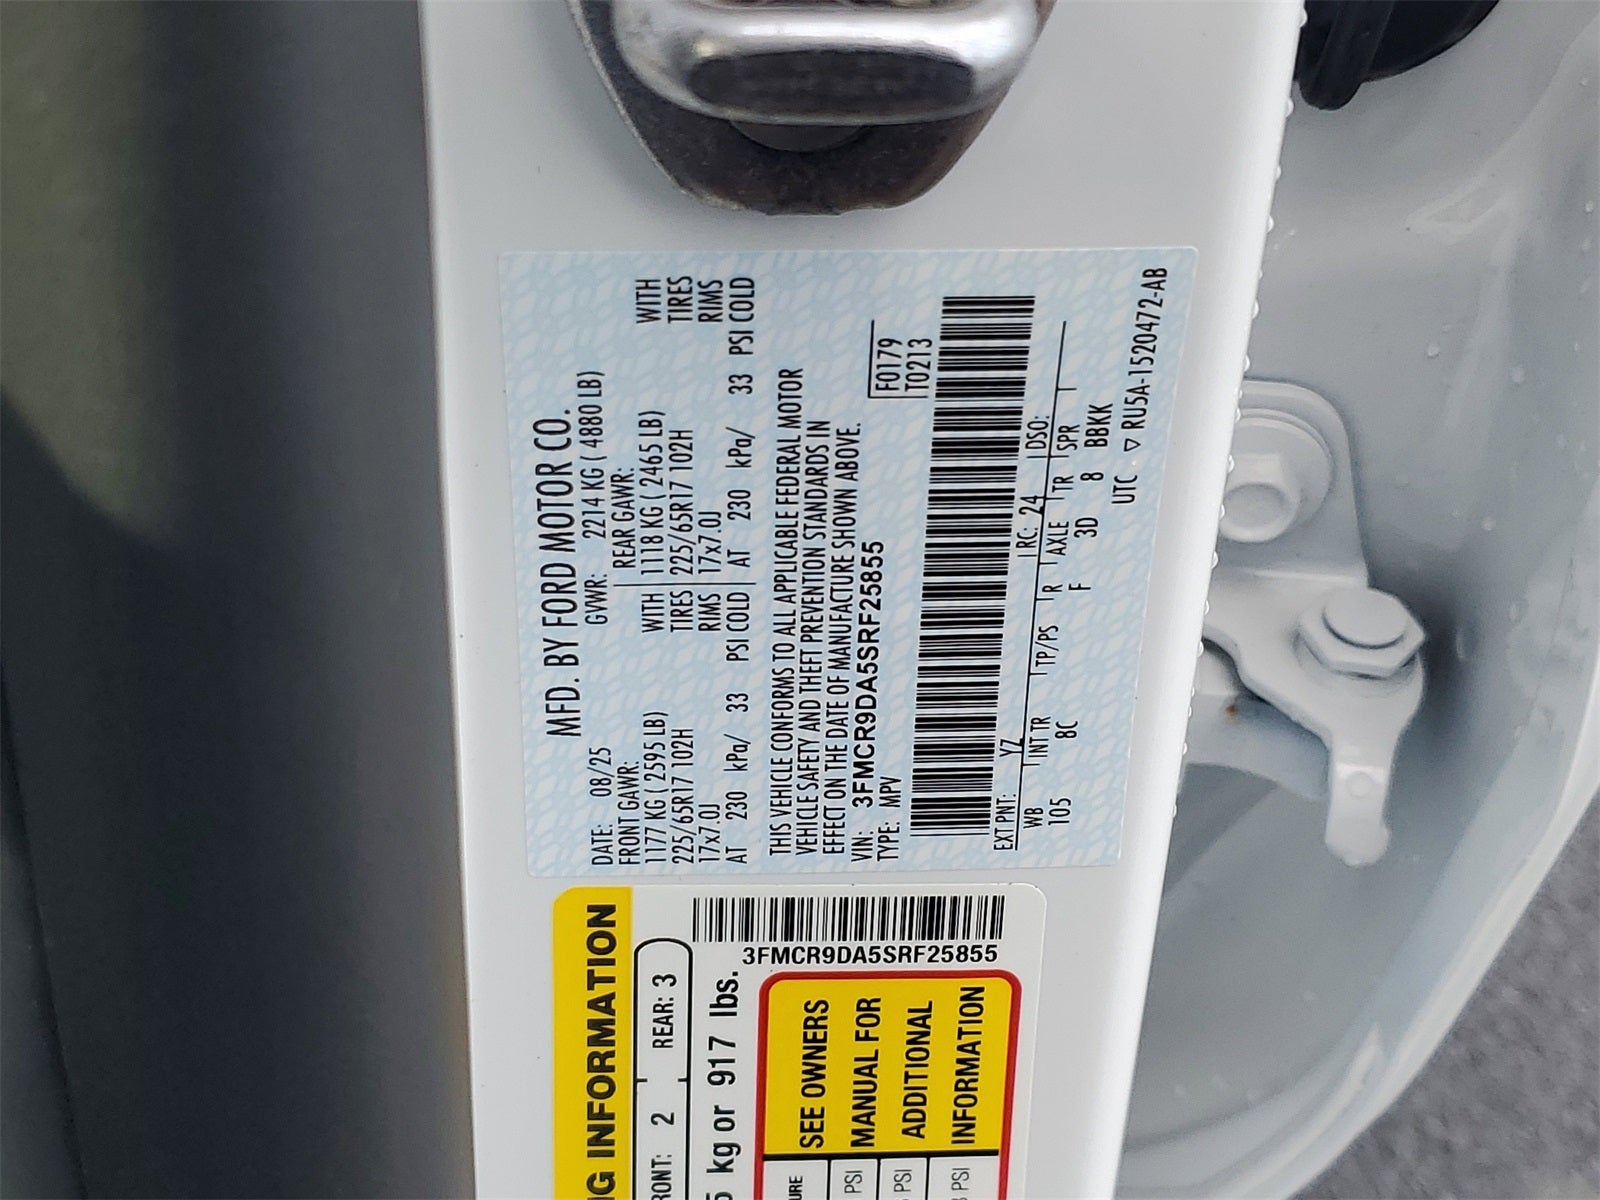 MFD. BY FORD MOTOR CO.
DATE: 08/25 GVWR: 2214 KG ( 4880 LB)
FRONT GAWR: REAR GAWR:
1177 KG ( 2595 LB) WITH 1118 KG ( 2465 LB) WITH
225/65R17 102H TIRES 225/65R17 102H TIRES
17x7.0J RIMS 17x7.0J RIMS
AT 230 kPa/ 33 PSI COLD AT 230 kPa/ 33 PSI COLD
THIS VEHICLE CONFORMS TO ALL APPLICABLE FEDERAL MOTOR
VEHICLE SAFETY AND THEFT PREVENTION STANDARDS IN
EFFECT ON THE DATE OF MANUFACTURE SHOWN ABOVE.
VIN: 3FMCR9DA5SRF25855
TYPE: MPV
F0179
T0213
EXT PNT: YZ RC: 24 DSO:
WB INT TR TP/PS R AXLE TR SPR
105 8C F 3D 8 BBKK
UTC ▽ RU5A-1520472-AB
NG INFORMATION
RONT: 2 REAR: 3
5 kg or 917 lbs.
3FMCR9DA5SRF25855
SEE OWNERS
MANUAL FOR
ADDITIONAL
INFORMATION
URE
PSI
PSI
PSI